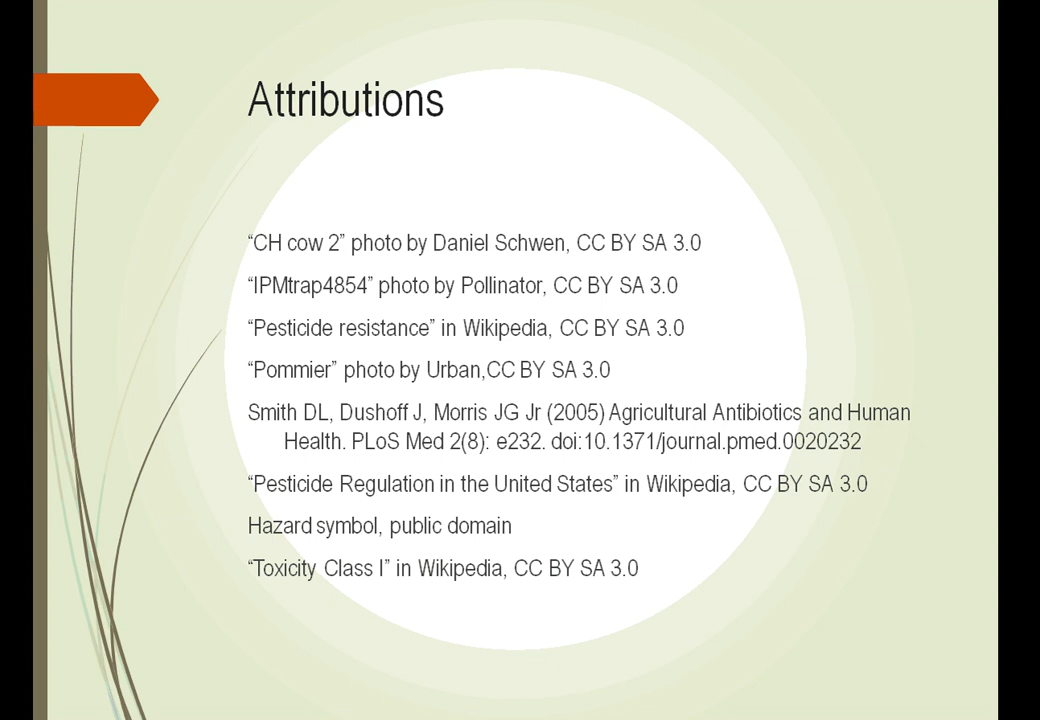 Attributions
“CH cow 2” photo by Daniel Schwen, CC BY SA 3.0
“IPMtrap4854” photo by Pollinator, CC BY SA 3.0
“Pesticide resistance” in Wikipedia, CC BY SA 3.0
“Pommier” photo by Urban,CC BY SA 3.0
Smith DL, Dushoff J, Morris JG Jr (2005) Agricultural Antibiotics and Human
Health. PLoS Med 2(8): e232. doi:10.1371/journal.pmed.0020232
“Pesticide Regulation in the United States” in Wikipedia, CC BY SA 3.0
Hazard symbol, public domain
“Toxicity Class I” in Wikipedia, CC BY SA 3.0